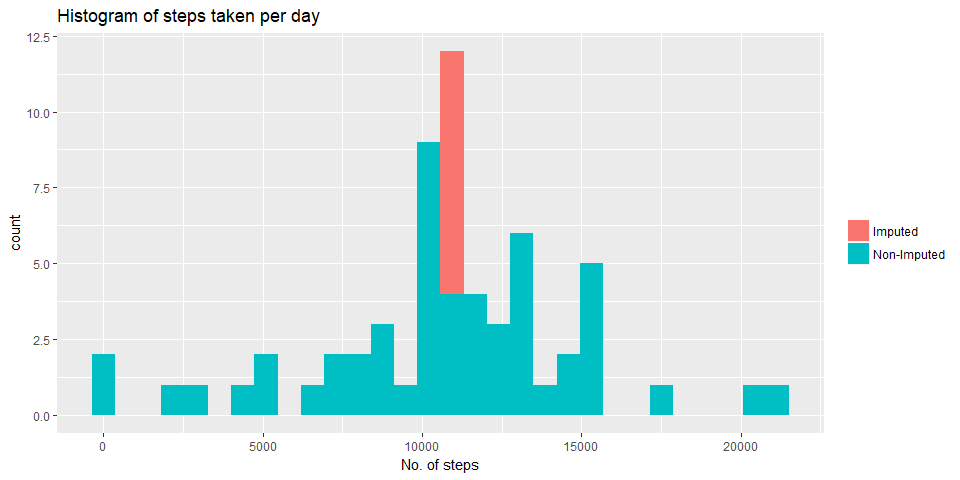 Histogram of steps taken per day
12.5
10.0
7.5
5.0
2.5
0.0
count
0 5000 10000 15000 20000
No. of steps
Imputed
Non-Imputed